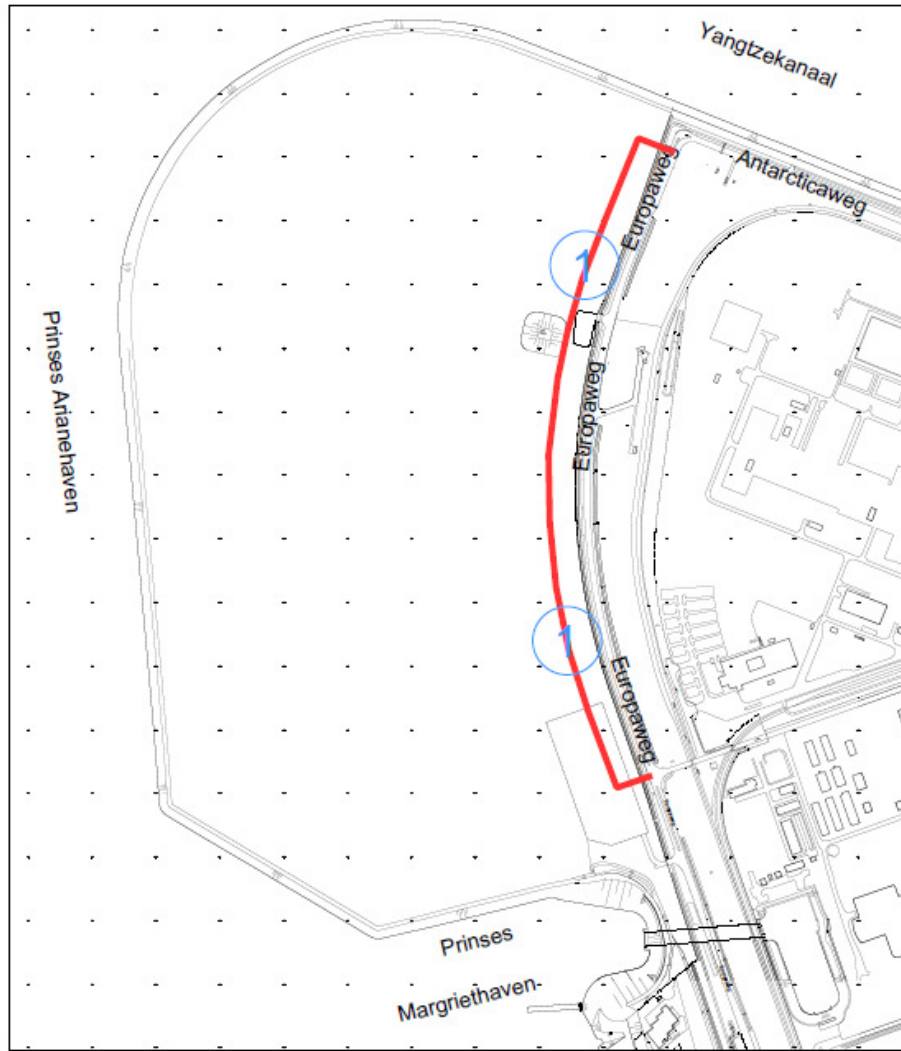 Yangtzekanaal
Antarcticaweg
Europaweg
1
Prinses Arianehaven
Europaweg
1
Europaweg
Prinses
Margriethaven